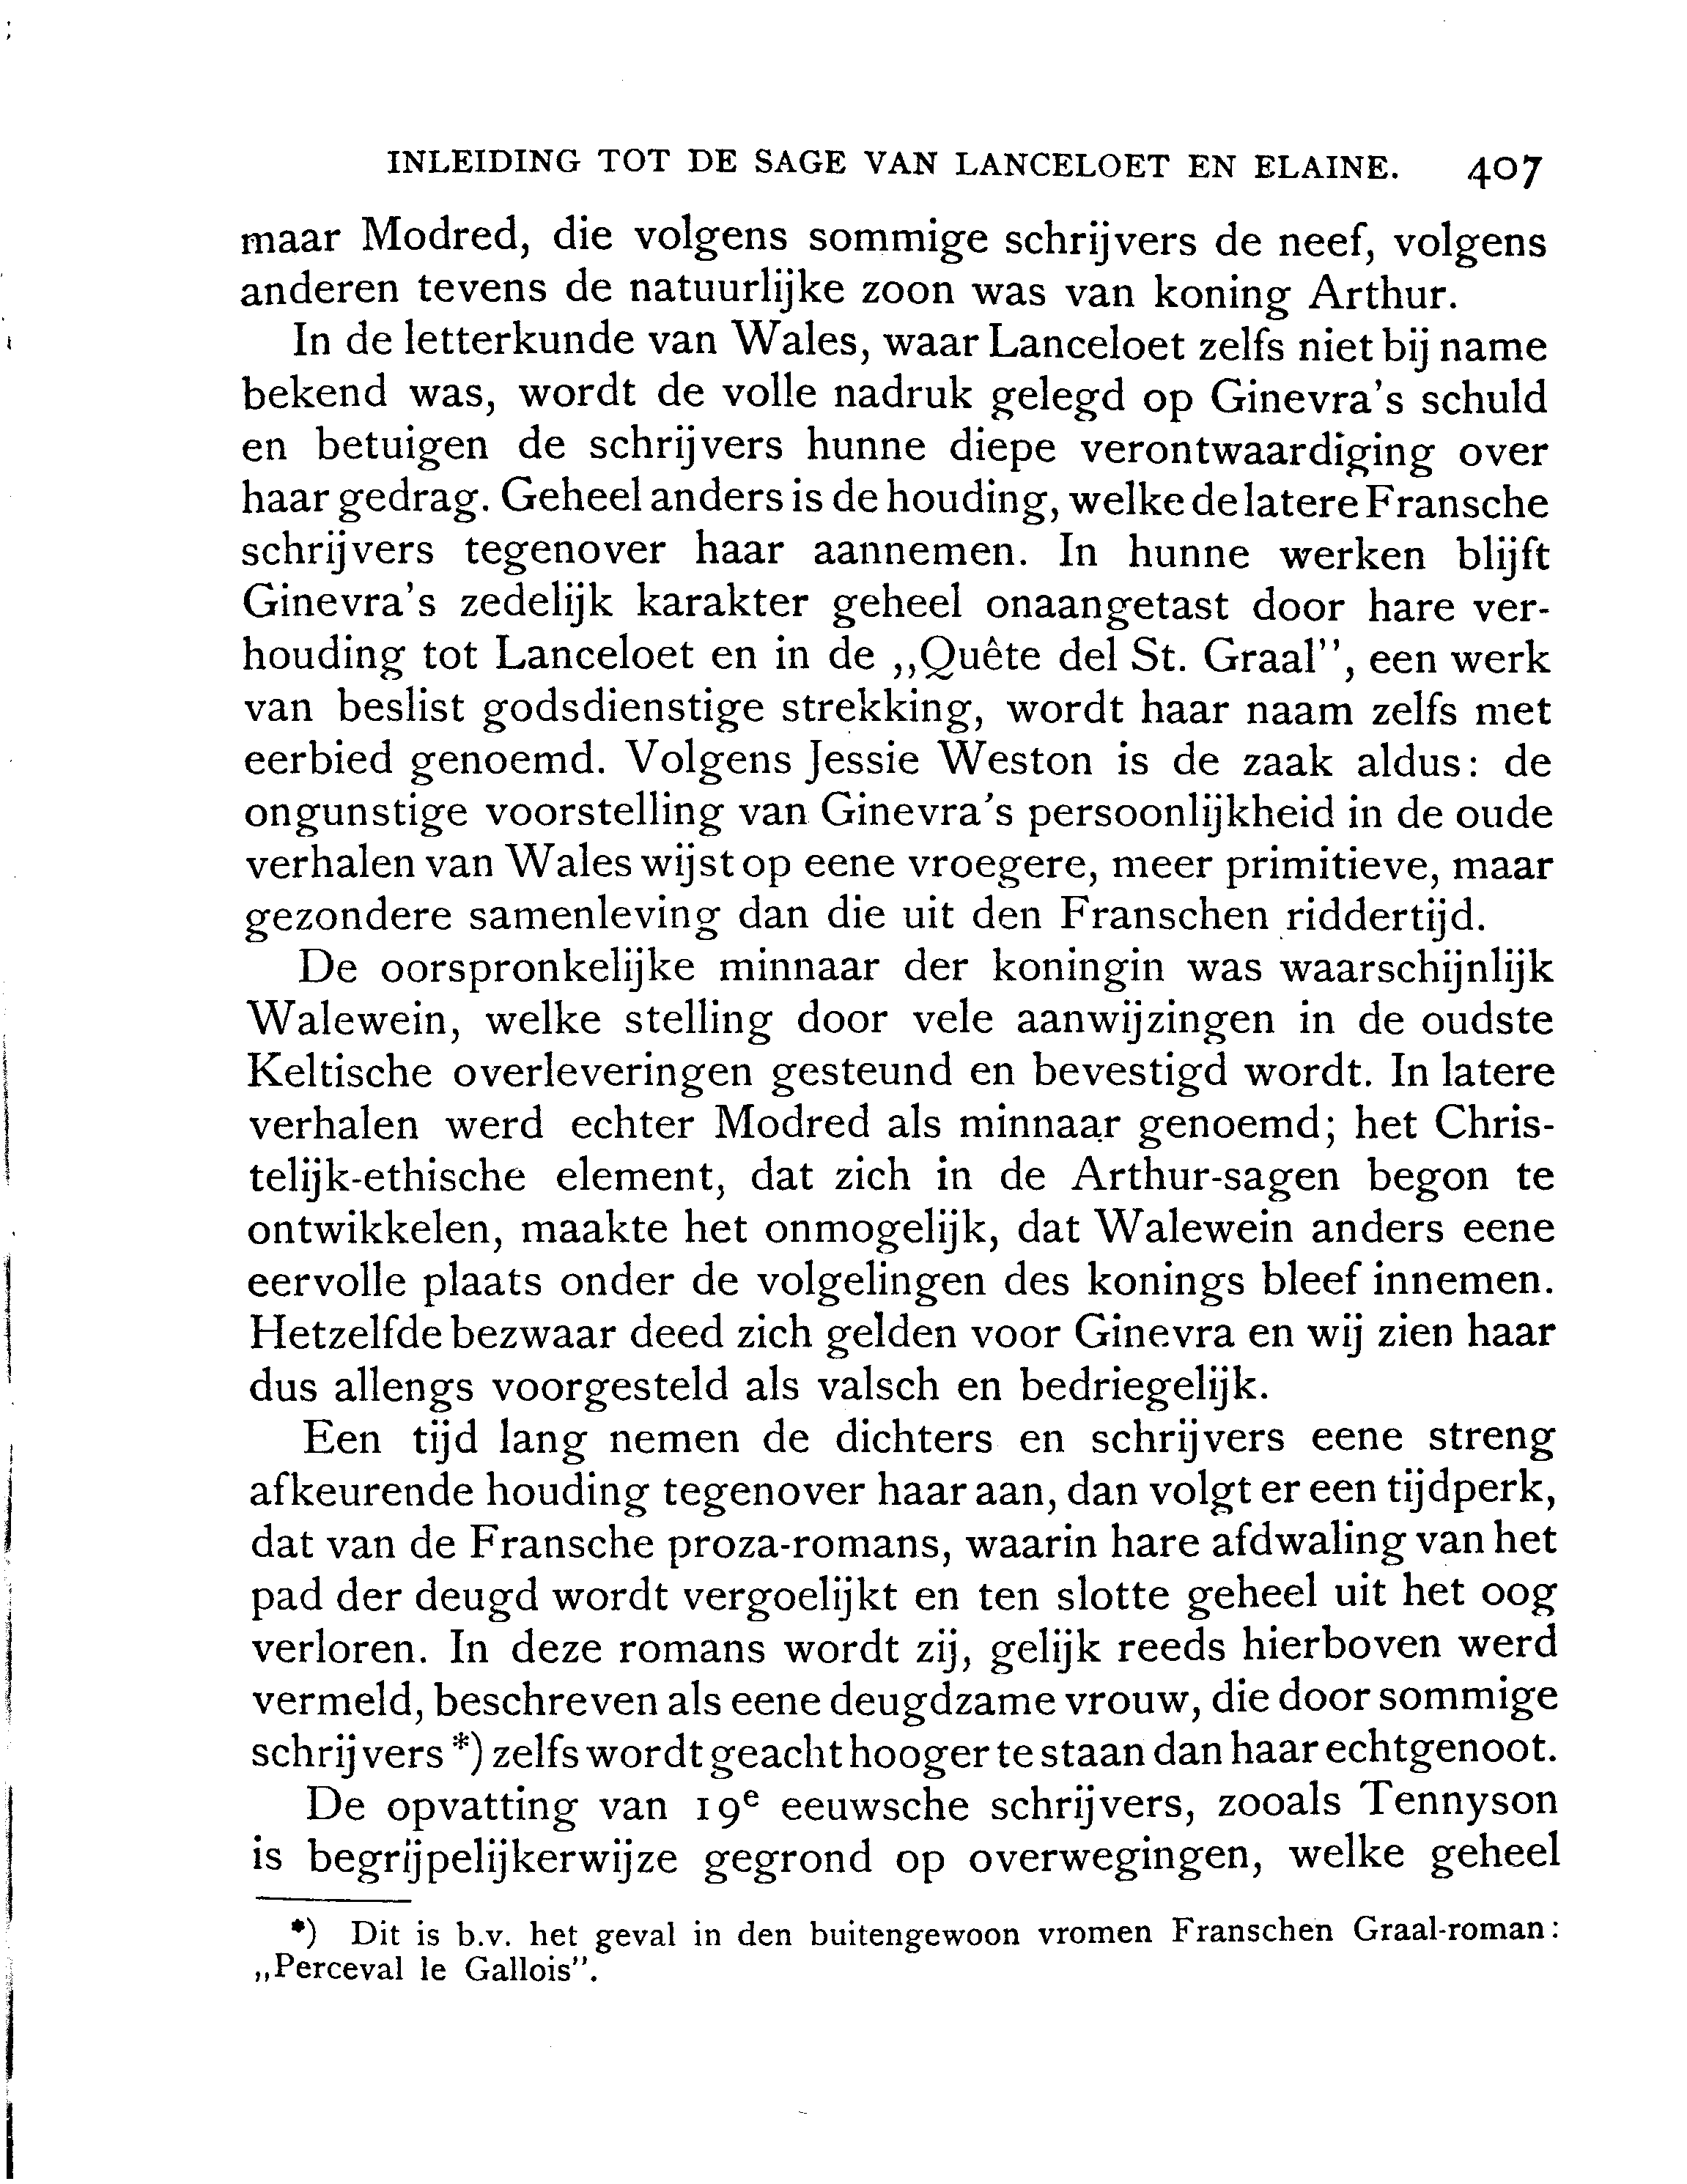 INLEIDING TOT DE SAGE VAN LANCELOET EN ELAINE. 407
maar Modred, die volgens sommige schrijvers de neef, volgens
anderen tevens de natuurlijke zoon was van koning Arthur.
In de letterkunde van Wales, waar Lanceloet zelfs niet bij name
bekend was, wordt de volle nadruk gelegd op Ginevra's schuld
en betuigen de schrijvers hunne diepe verontwaardiging over
haar gedrag. Geheel anders is de houding, welke de latere Fransche
schrijvers tegenover haar aannemen. In hunne werken blijft
Ginevra's zedelijk karakter geheel onaangetast door hare ver-
houding tot Lanceloet en in de „Quête del St. Graal”, een werk
van beslist godsdienstige strekking, wordt haar naam zelfs met
eerbied genoemd. Volgens Jessie Weston is de zaak aldus: de
ongunstige voorstelling van Ginevra's persoonlijkheid in de oude
verhalen van Wales wijst op eene vroegere, meer primitieve, maar
gezondere samenleving dan die uit den Franschen riddertijd.
De oorspronkelijke minnaar der koningin was waarschijnlijk
Walewein, welke stelling door vele aanwijzingen in de oudste
Keltische overleveringen gesteund en bevestigd wordt. In latere
verhalen werd echter Modred als minnaar genoemd; het Chris-
telijk-ethische element, dat zich in de Arthur-sagen begon te
ontwikkelen, maakte het onmogelijk, dat Walewein anders eene
eervolle plaats onder de volgelingen des konings bleef innemen.
Hetzelfde bezwaar deed zich gelden voor Ginevra en wij zien haar
dus allengs voorgesteld als valsch en bedriegelijk.
Een tijd lang nemen de dichters en schrijvers eene streng
afkeurende houding tegenover haar aan, dan volgt er een tijdperk,
dat van de Fransche proza-romans, waarin hare afdwaling van het
pad der deugd wordt vergoelijkt en ten slotte geheel uit het oog
verloren. In deze romans wordt zij, gelijk reeds hierboven werd
vermeld, beschreven als eene deugdzame vrouw, die door sommige
schrijvers *) zelfs wordt geacht hooger te staan dan haar echtgenoot.
De opvatting van 19e eeuwsche schrijvers, zooals Tennyson
is begrijpelijkerwijze gegrond op overwegingen, welke geheel
*) Dit is b.v. het geval in den buitengewoon vromen Franschen Graal-roman:
„Perceval le Gallois”.